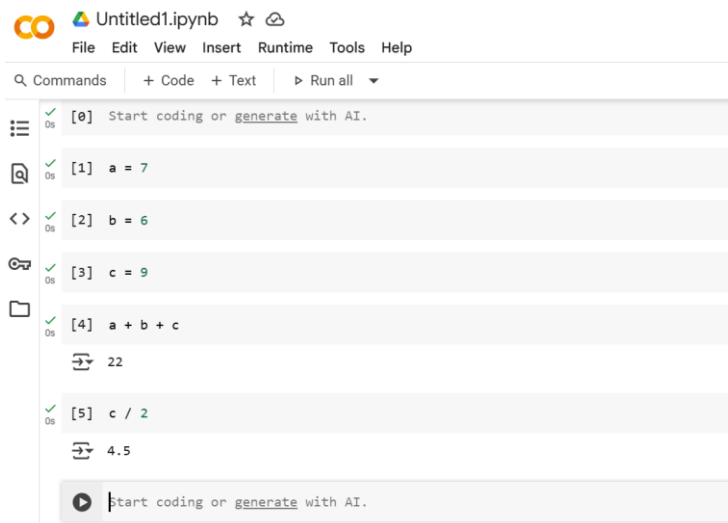 Untitled1.ipynb
File Edit View Insert Runtime Tools Help
Commands + Code + Text Run all
0s [0] Start coding or generate with AI.
0s [1] a = 7
0s [2] b = 6
0s [3] c = 9
0s [4] a + b + c
22
0s [5] c / 2
4.5
Start coding or generate with AI.